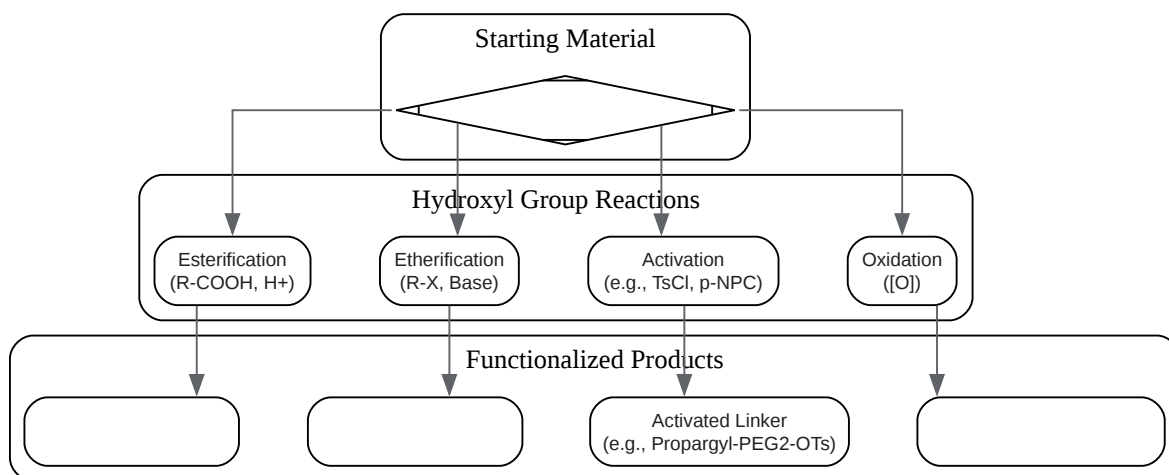 Starting Material
Hydroxyl Group Reactions
Esterification
(R-COOH, H+)
Etherification
(R-X, Base)
Activation
(e.g., TsCl, p-NPC)
Oxidation
([O])
Functionalized Products
Activated Linker
(e.g., Propargyl-PEG2-OTs)